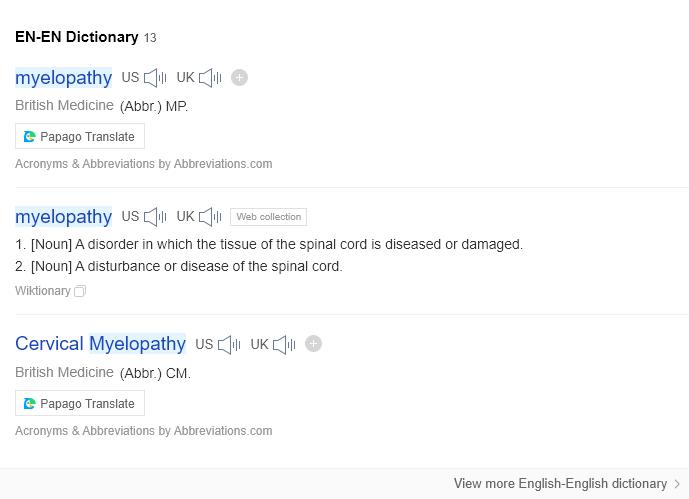 EN-EN Dictionary 13
myelopathy US UK
British Medicine (Abbr.) MP.
Papago Translate
Acronyms & Abbreviations by Abbreviations.com
myelopathy US UK Web collection
1. [Noun] A disorder in which the tissue of the spinal cord is diseased or damaged.
2. [Noun] A disturbance or disease of the spinal cord.
Wiktionary
Cervical Myelopathy US UK
British Medicine (Abbr.) CM.
Papago Translate
Acronyms & Abbreviations by Abbreviations.com
View more English-English dictionary